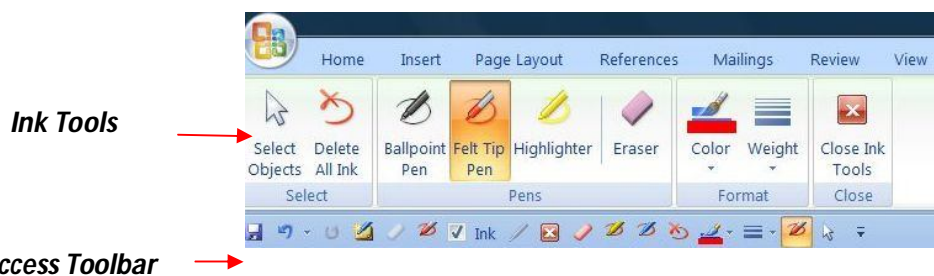 Home Insert Page Layout References Mailings Review View
Ink Tools
Select Objects Delete All Ink Ballpoint Pen Felt Tip Pen Highlighter Eraser Color Weight Close Ink Tools
Select Pens Format Close
Ink
ccess Toolbar